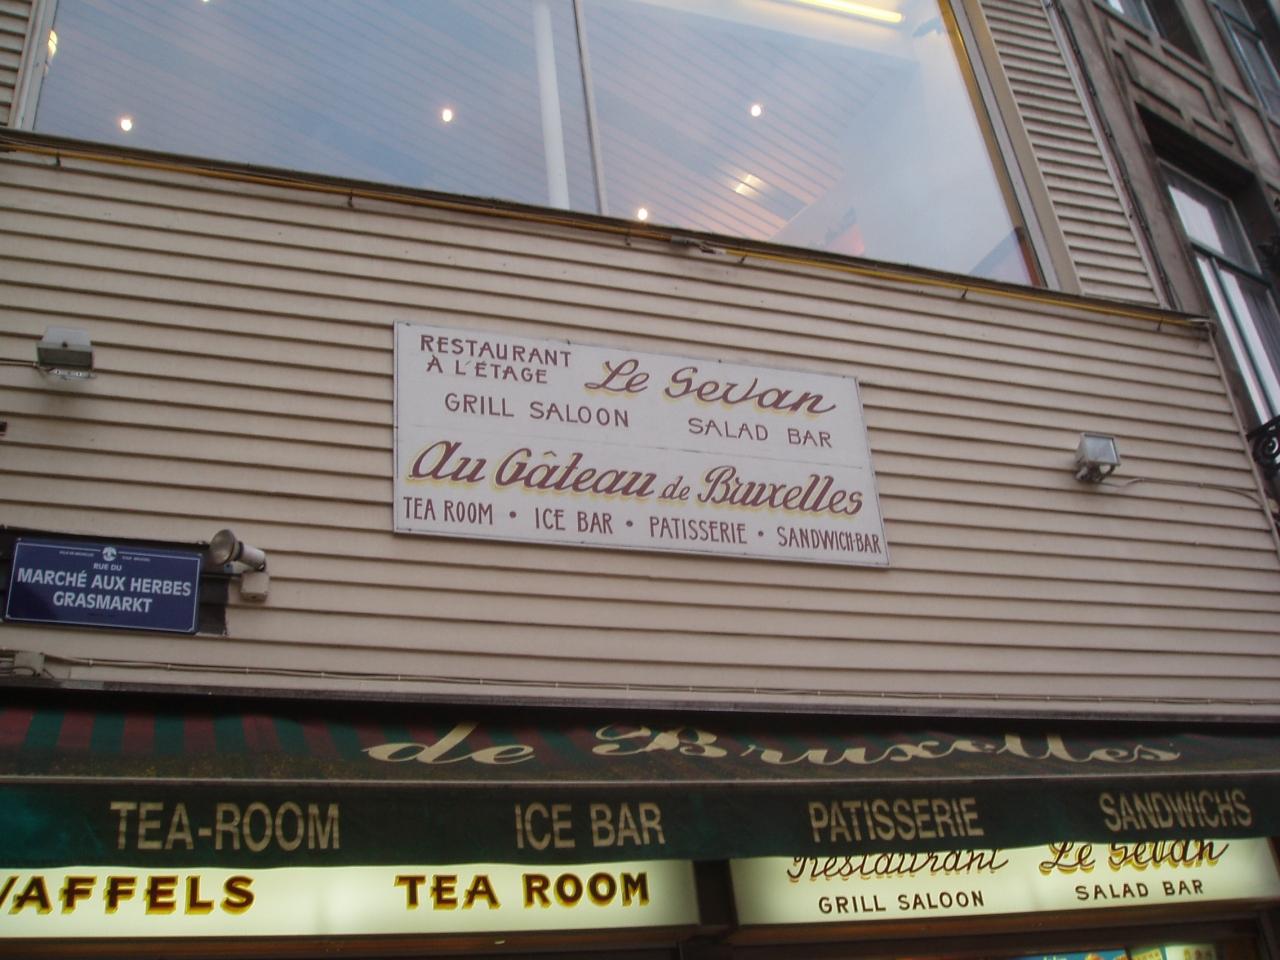 RESTAURANT
À L'ÉTAGE
Le Sevan
GRILL SALOON
SALAD BAR
Au Gâteau de Bruxelles
TEA ROOM • ICE BAR • PATISSERIE • SANDWICH-BAR
RUE DU
MARCHÉ AUX HERBES
GRASMARKT
de Bruxelles
TEA-ROOM ICE BAR PATISSERIE SANDWICHS
WAFFELS TEA ROOM
Restaurant Le Sevan
GRILL SALOON
SALAD BAR